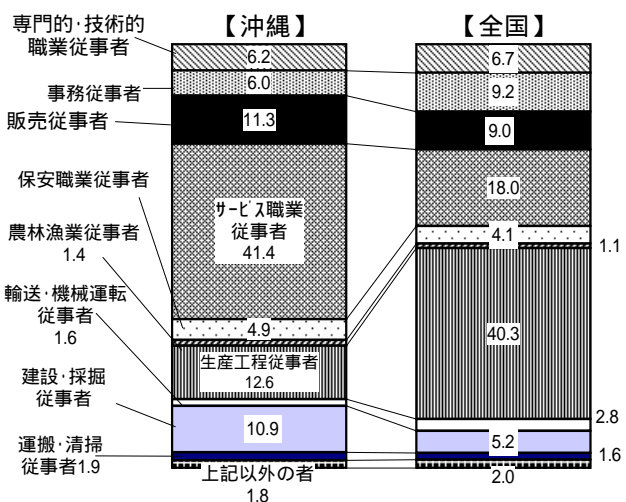 【沖縄】
【全国】
専門的･技術的
職業従事者
6.2
6.7
事務従事者
6.0
9.2
販売従事者
11.3
9.0
保安職業従事者
サービス職業
従事者
41.4
18.0
4.9
4.1
農林漁業従事者
1.4
1.1
輸送･機械運転
従事者
1.6
生産工程従事者
12.6
40.3
2.8
建設･採掘
従事者
10.9
5.2
運搬･清掃
従事者1.9
1.6
上記以外の者
1.8
2.0